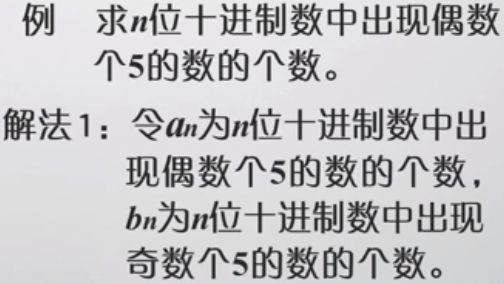 例 求n位十进制数中出现偶数
个5的数的个数。
解法1：令an为n位十进制数中出
现偶数个5的数的个数，
bn为n位十进制数中出现
奇数个5的数的个数。